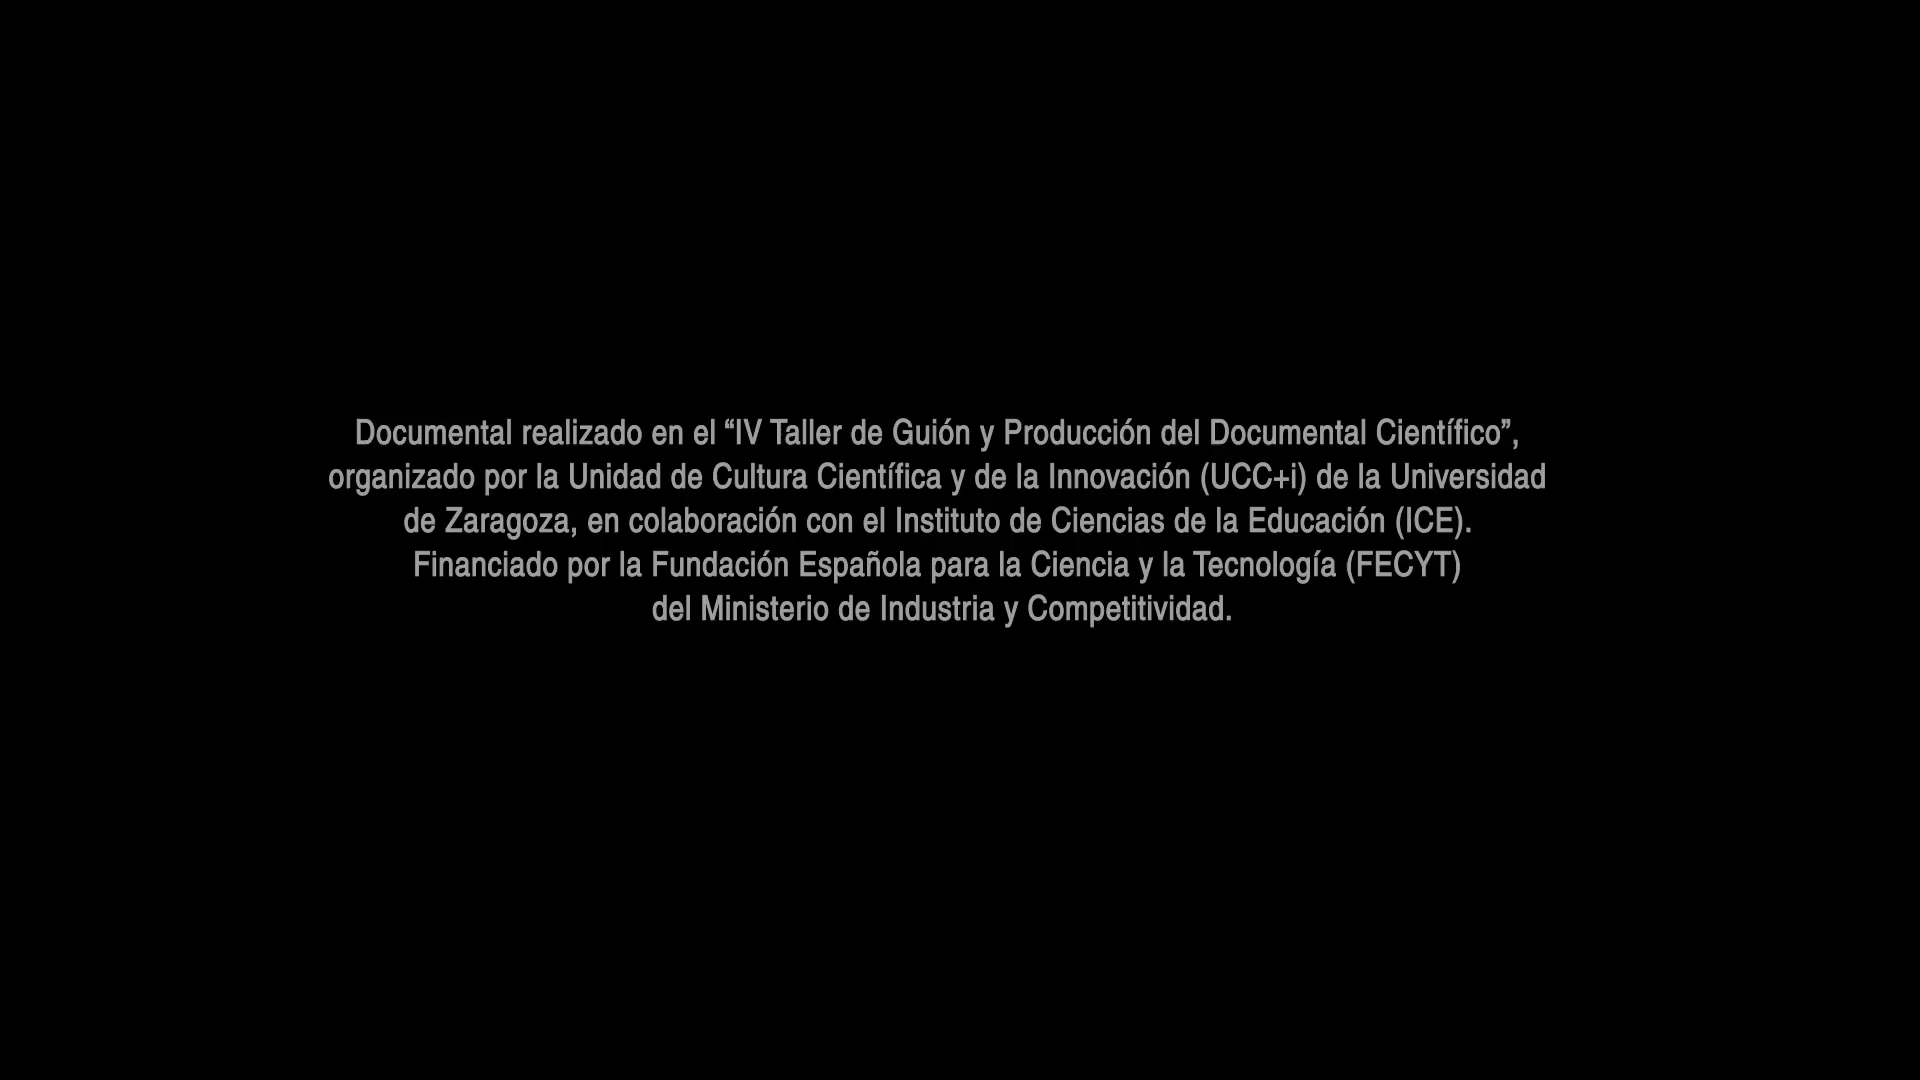 Documental realizado en el “IV Taller de Guión y Producción del Documental Científico”,
organizado por la Unidad de Cultura Científica y de la Innovación (UCC+i) de la Universidad
de Zaragoza, en colaboración con el Instituto de Ciencias de la Educación (ICE).
Financiado por la Fundación Española para la Ciencia y la Tecnología (FECYT)
del Ministerio de Industria y Competitividad.